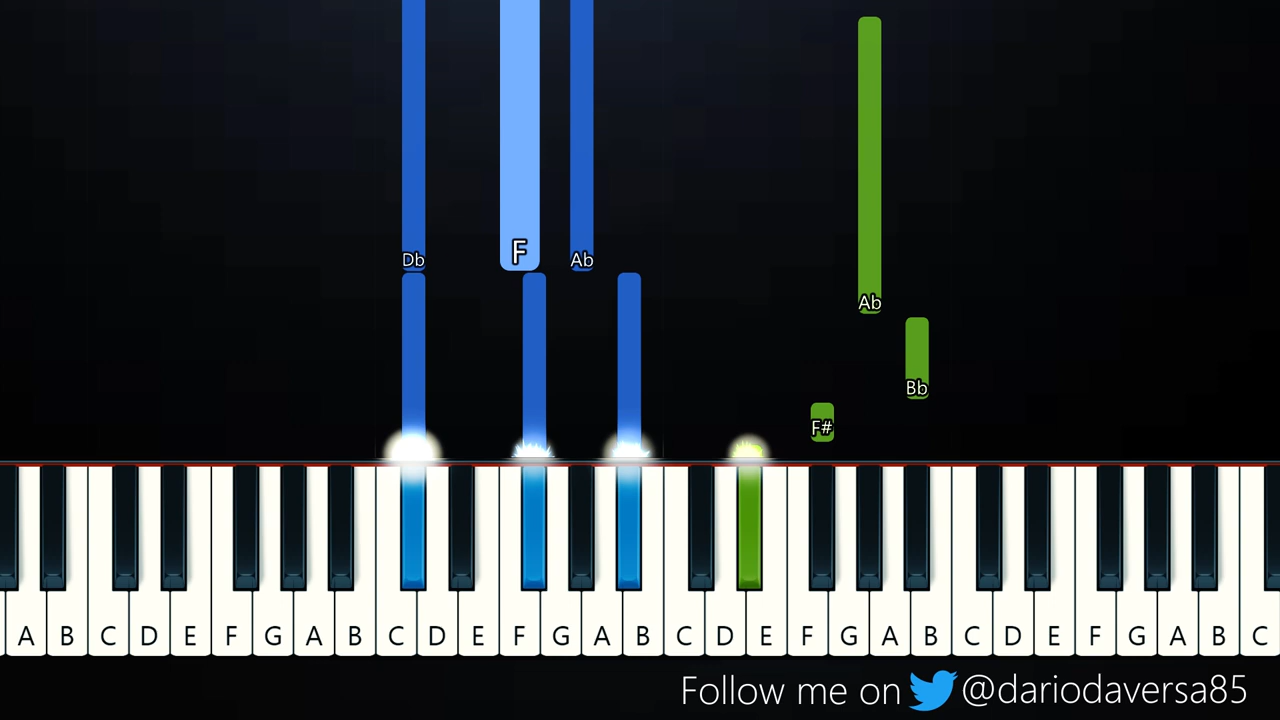 Db F Ab
Ab
Bb
F#
A B C D E F G A B C D E F G A B C D E F G A B C D E F G A B C
Follow me on @dariodaversa85